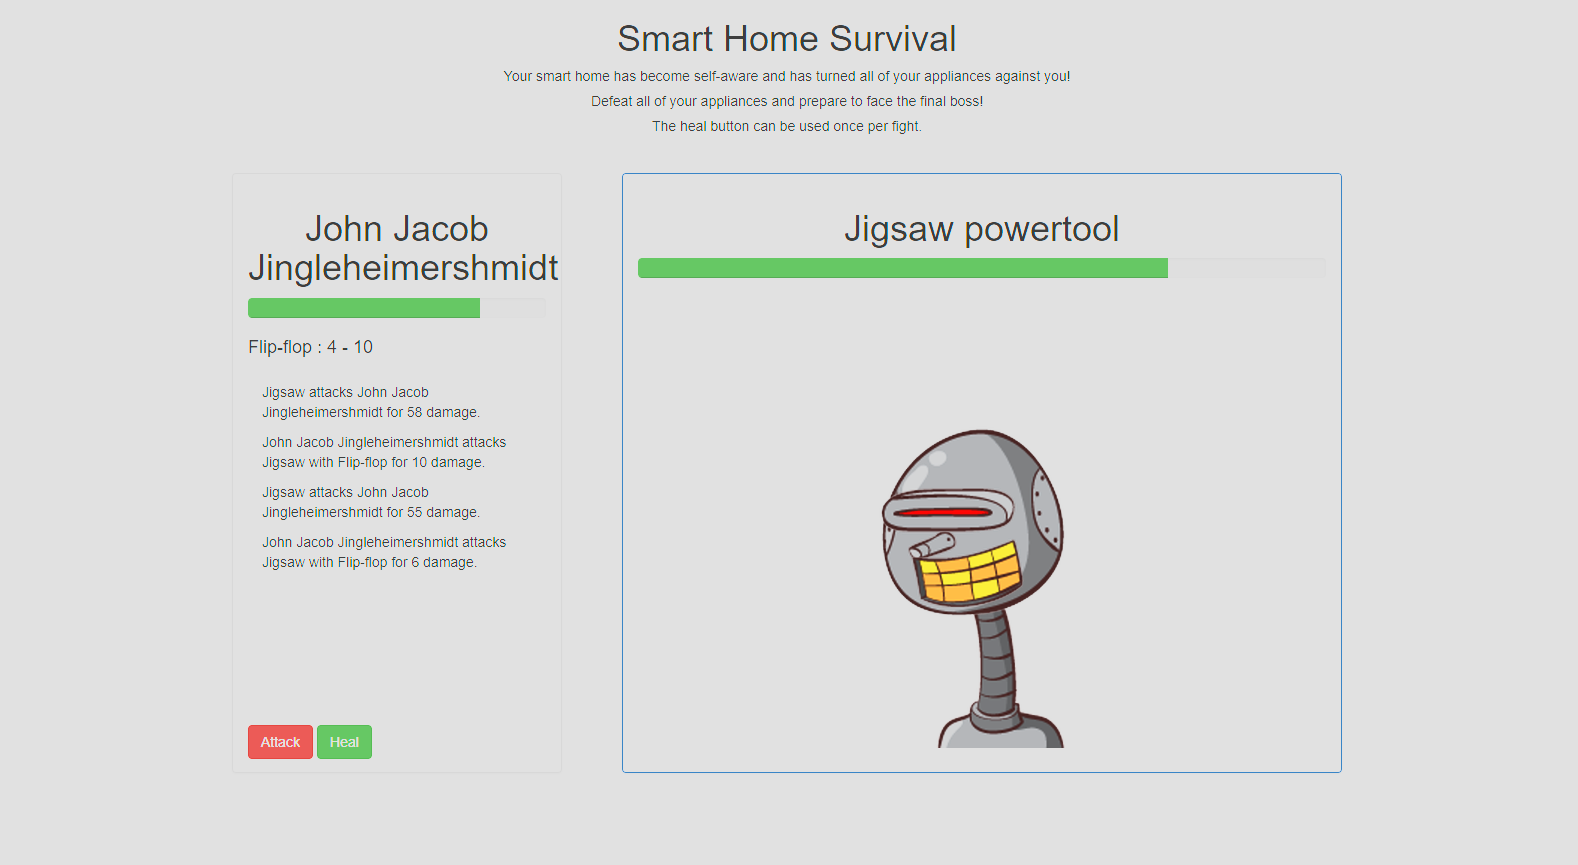 Smart Home Survival
Your smart home has become self-aware and has turned all of your appliances against you!
Defeat all of your appliances and prepare to face the final boss!
The heal button can be used once per fight.
John Jacob
Jingleheimershmidt
Flip-flop : 4 - 10
Jigsaw attacks John Jacob
Jingleheimershmidt for 58 damage.
John Jacob Jingleheimershmidt attacks
Jigsaw with Flip-flop for 10 damage.
Jigsaw attacks John Jacob
Jingleheimershmidt for 55 damage.
John Jacob Jingleheimershmidt attacks
Jigsaw with Flip-flop for 6 damage.
Attack Heal
Jigsaw powertool